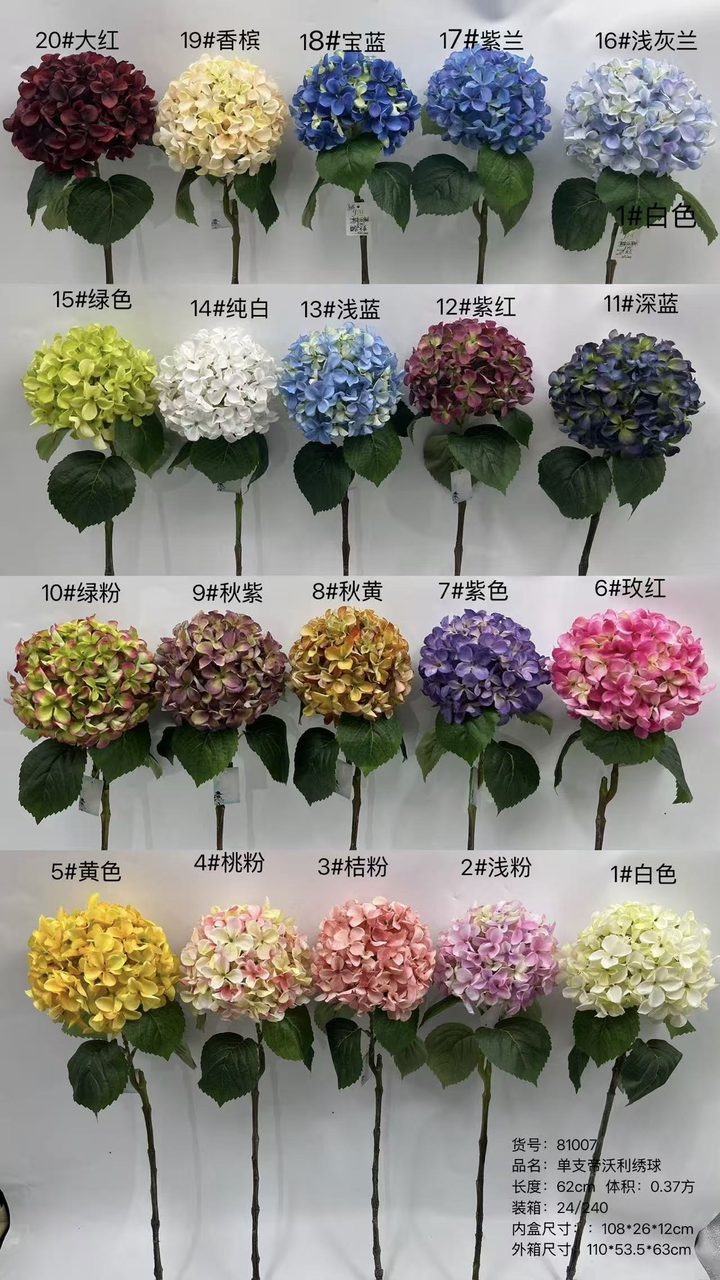 20#大红
19#香槟
18#宝蓝
17#紫兰
16#浅灰兰
1#白色
15#绿色
14#纯白
13#浅蓝
12#紫红
11#深蓝
10#绿粉
9#秋紫
8#秋黄
7#紫色
6#玫红
5#黄色
4#桃粉
3#桔粉
2#浅粉
1#白色
货号：81007
品名：单支帝沃利绣球
长度：62cm 体积：0.37方
装箱：24/240
内盒尺寸：：108*26*12cm
外箱尺寸：110*53.5*63cm